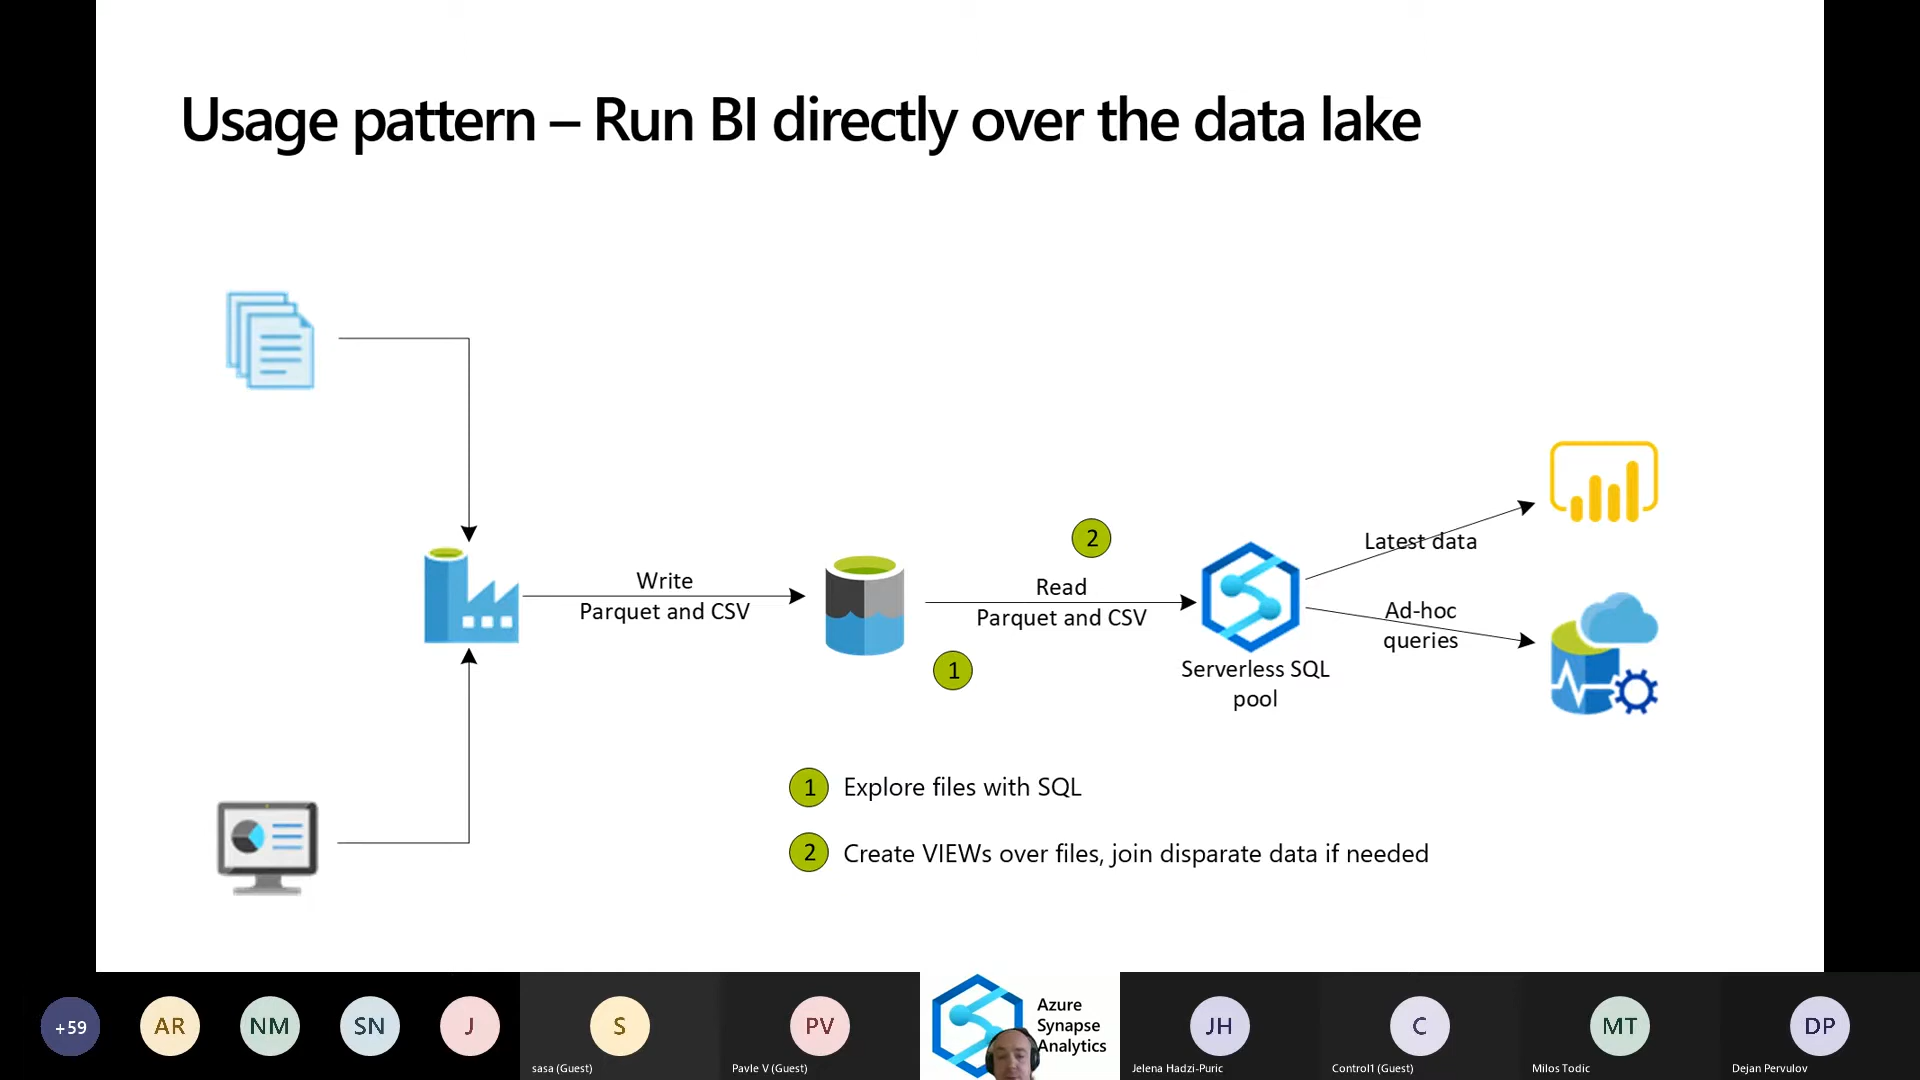 Usage pattern – Run BI directly over the data lake
Write
Parquet and CSV
2
Read
Parquet and CSV
1
Serverless SQL
pool
Latest data
Ad-hoc
queries
1 Explore files with SQL
2 Create VIEWs over files, join disparate data if needed
+59
AR
NM
SN
J
S
sasa (Guest)
PV
Pavle V (Guest)
Azure
Synapse
Analytics
JH
Jelena Hadzi-Puric
C
Control1 (Guest)
MT
Milos Todic
DP
Dejan Pervulov